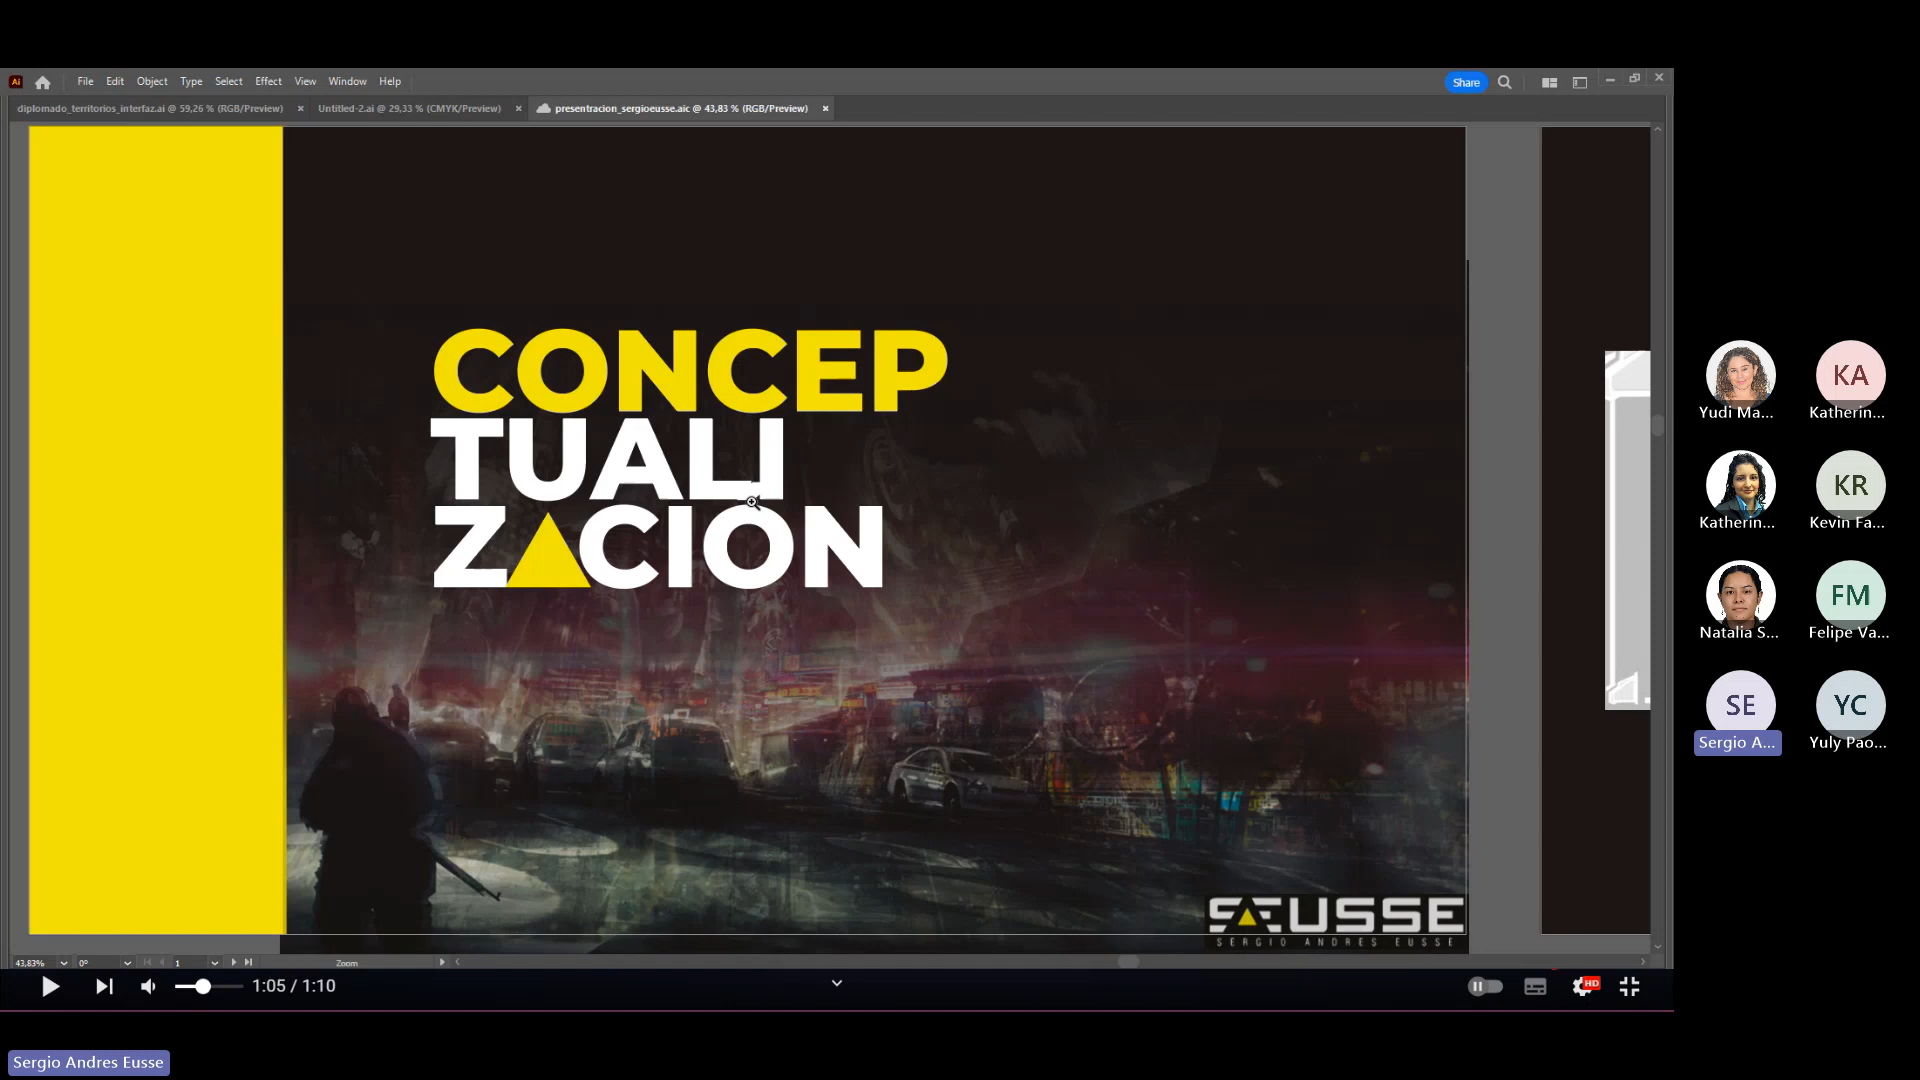 Ai File Edit Object Type Select Effect View Window Help Share
diplomado_territorios_interfaz.ai @ 59,26 % (RGB/Preview) × Untitled-2.ai @ 29,33 % (CMYK/Preview) × presentracion_sergioeusse.aic @ 43,83 % (RGB/Preview) ×
CONCEP
TUALI
ZACION
SAEUSSE
SERGIO ANDRES EUSSE
43,83% 0° 1 Zoom
1:05 / 1:10 HD
KA
Yudi Ma... Katherin...
KR
Katherin... Kevin Fa...
FM
Natalia S... Felipe Va...
SE YC
Sergio A... Yuly Pao...
Sergio Andres Eusse